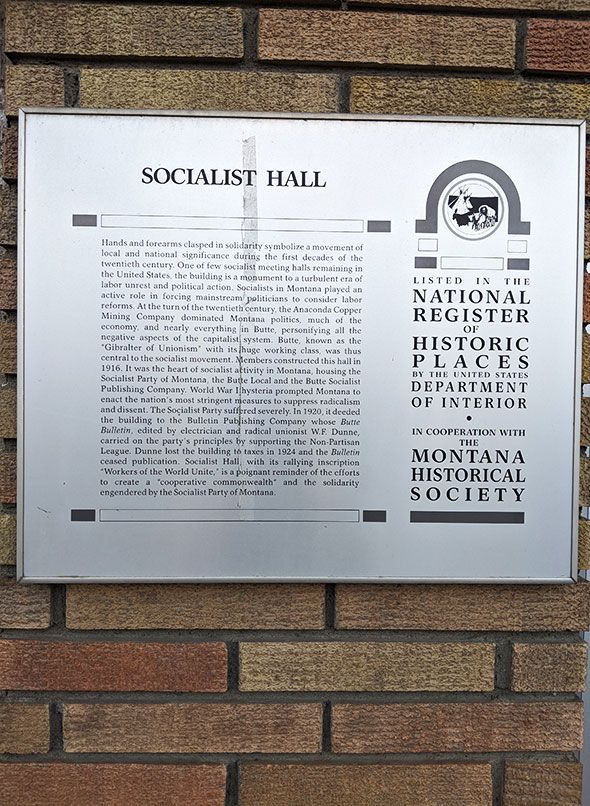 SOCIALIST HALL
Hands and forearms clasped in solidarity symbolize a movement of
local and national significance during the first decades of the
twentieth century. One of few socialist meeting halls remaining in
the United States, the building is a monument to a turbulent era of
labor unrest and political action. Socialists in Montana played an
active role in forcing mainstream politicians to consider labor
reforms. At the turn of the twentieth century, the Anaconda Copper
Mining Company dominated Montana politics, much of the
economy, and nearly everything in Butte, personifying all the
negative aspects of the capitalist system. Butte, known as the
"Gibralter of Unionism" with its huge working class, was thus
central to the socialist movement. Members constructed this hall in
1916. It was the heart of socialist activity in Montana, housing the
Socialist Party of Montana, the Butte Local and the Butte Socialist
Publishing Company. World War I hysteria prompted Montana to
enact the nation's most stringent measures to suppress radicalism
and dissent. The Socialist Party suffered severely. In 1920, it deeded
the building to the Bulletin Publishing Company whose Butte
Bulletin, edited by electrician and radical unionist W.F. Dunne,
carried on the party's principles by supporting the Non-Partisan
League. Dunne lost the building to taxes in 1924 and the Bulletin
ceased publication. Socialist Hall, with its rallying inscription
"Workers of the World Unite," is a poignant reminder of the efforts
to create a "cooperative commonwealth" and the solidarity
engendered by the Socialist Party of Montana.
LISTED IN THE
NATIONAL
REGISTER
OF
HISTORIC
PLACES
BY THE UNITED STATES
DEPARTMENT
OF INTERIOR
•
IN COOPERATION WITH
THE
MONTANA
HISTORICAL
SOCIETY